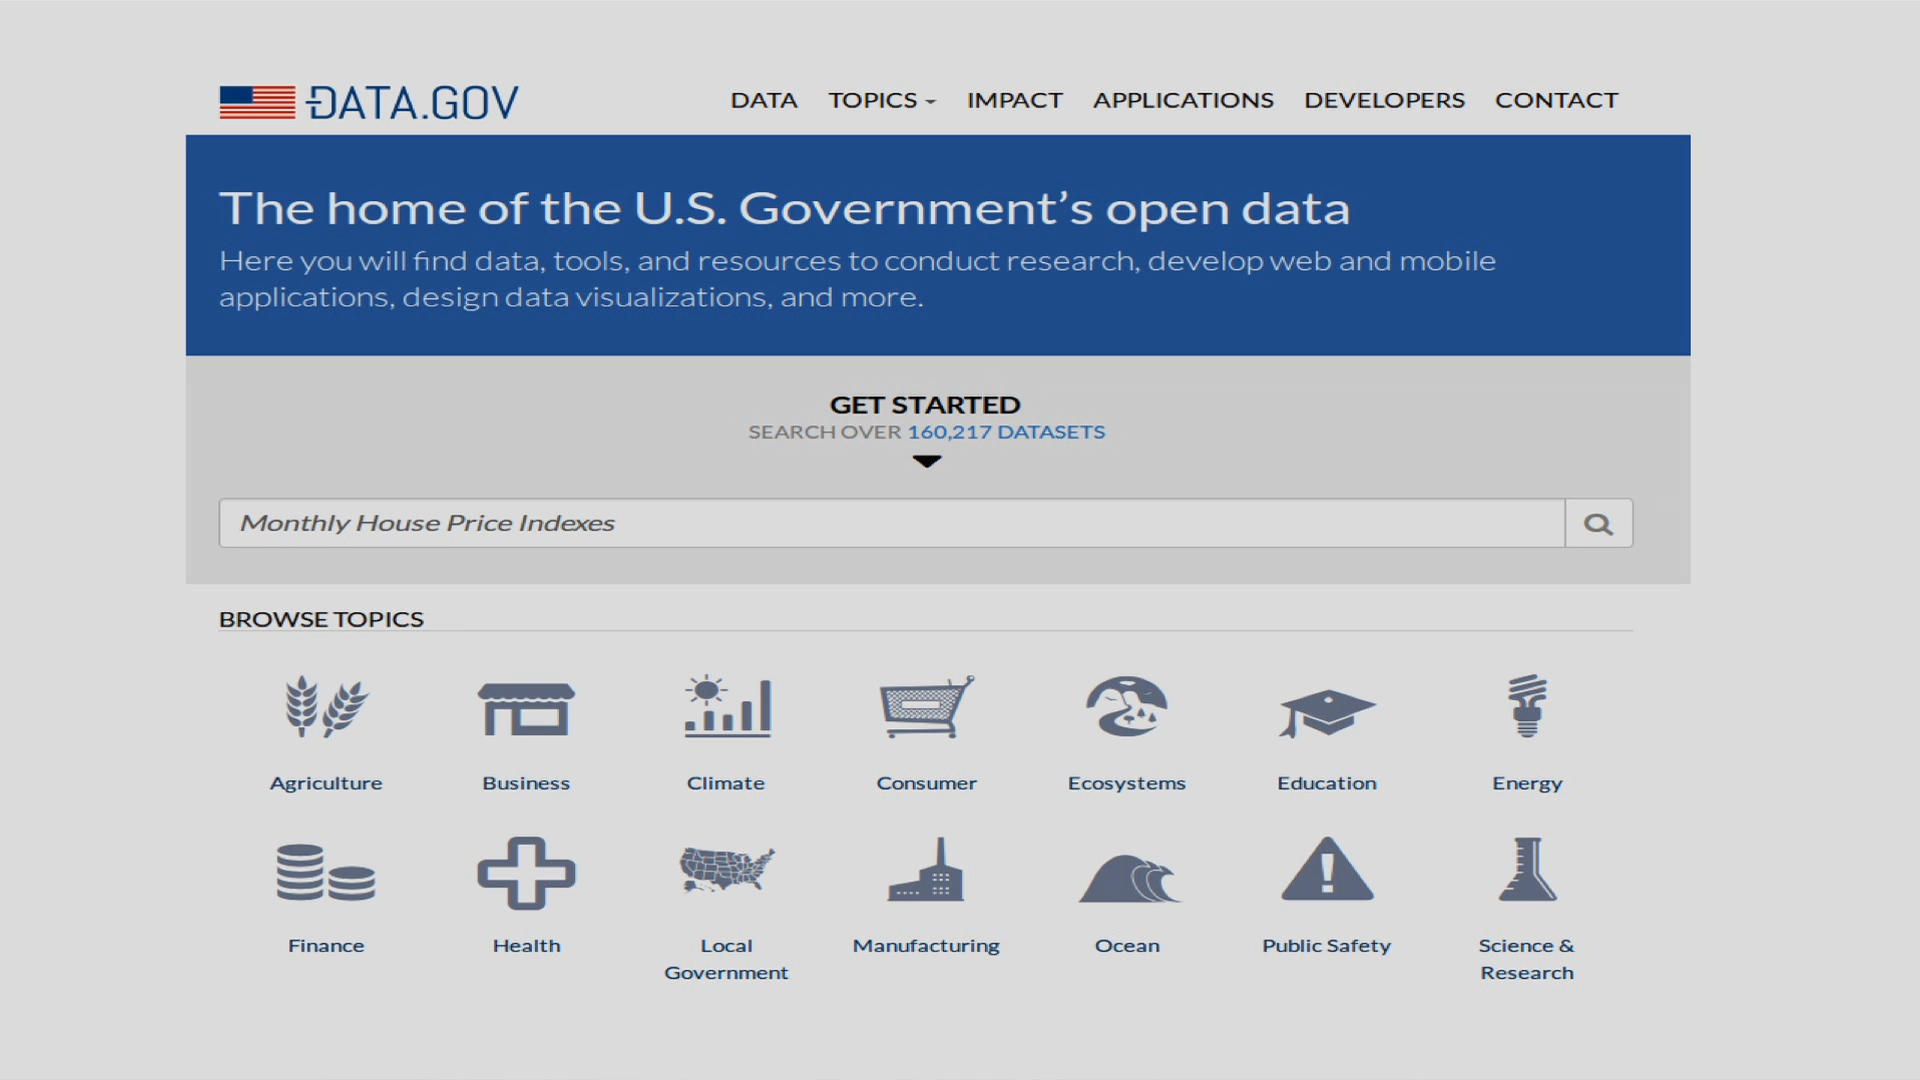 DATA.GOV
DATA TOPICS IMPACT APPLICATIONS DEVELOPERS CONTACT
The home of the U.S. Government’s open data
Here you will find data, tools, and resources to conduct research, develop web and mobile
applications, design data visualizations, and more.
GET STARTED
SEARCH OVER 160,217 DATASETS
Monthly House Price Indexes
BROWSE TOPICS
Agriculture Business Climate Consumer Ecosystems Education Energy
Finance Health Local Government Manufacturing Ocean Public Safety Science & Research